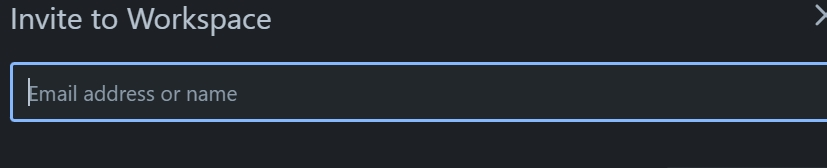 Invite to Workspace
Email address or name